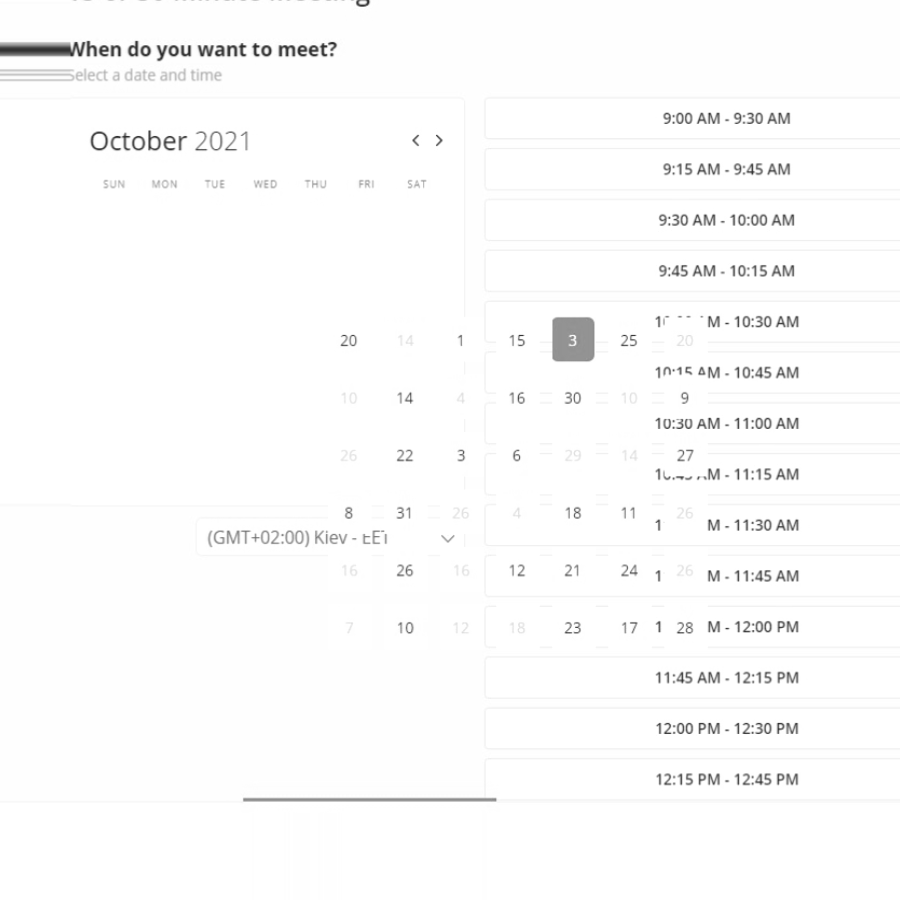 When do you want to meet?
Select a date and time
October 2021
SUN MON TUE WED THU FRI SAT
9:00 AM - 9:30 AM
9:15 AM - 9:45 AM
9:30 AM - 10:00 AM
9:45 AM - 10:15 AM
M - 10:30 AM
20 14 1 15 3 25 20
10:15 AM - 10:45 AM
10 14 4 16 30 10 9
10:30 AM - 11:00 AM
26 22 3 6 29 14 27
M - 11:15 AM
8 31 26 4 18 11 26
1 M - 11:30 AM
(GMT+02:00) Kiev - EET
16 26 16 12 21 24 26
1 M - 11:45 AM
7 10 12 18 23 17 28
1 M - 12:00 PM
11:45 AM - 12:15 PM
12:00 PM - 12:30 PM
12:15 PM - 12:45 PM